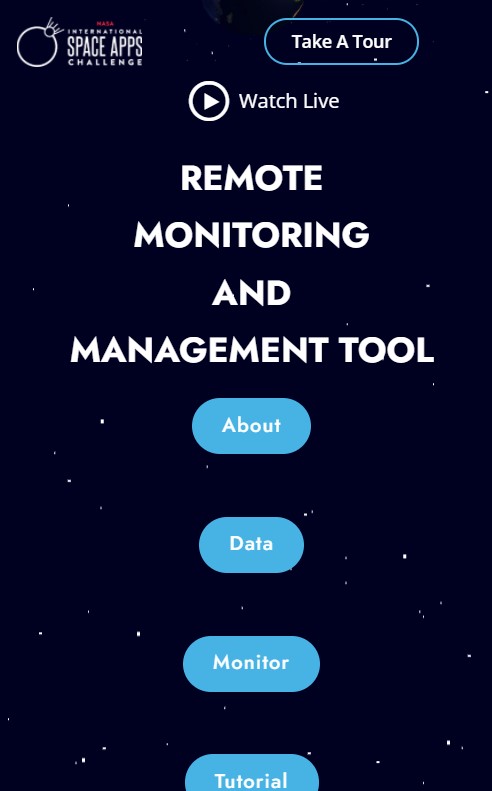 NASA
INTERNATIONAL
SPACE APPS
CHALLENGE
Take A Tour
Watch Live
REMOTE
MONITORING
AND
MANAGEMENT TOOL
About
Data
Monitor
Tutorial